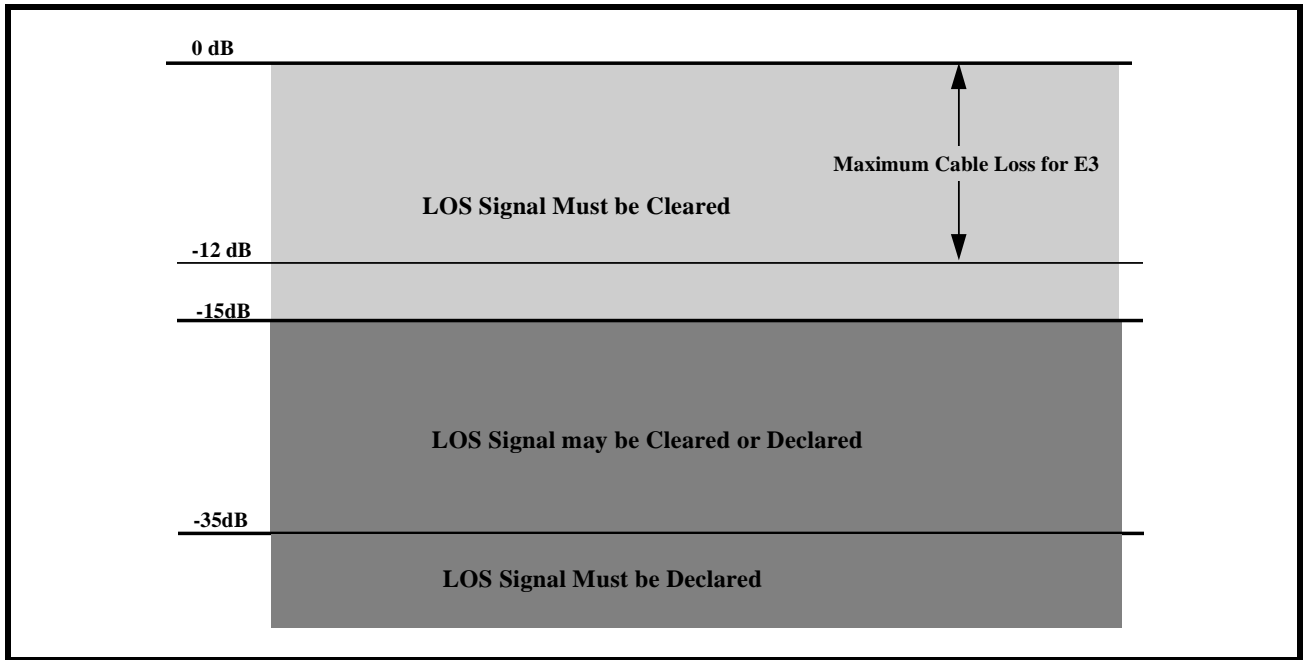 0 dB
Maximum Cable Loss for E3
LOS Signal Must be Cleared
-12 dB
-15dB
LOS Signal may be Cleared or Declared
-35dB
LOS Signal Must be Declared